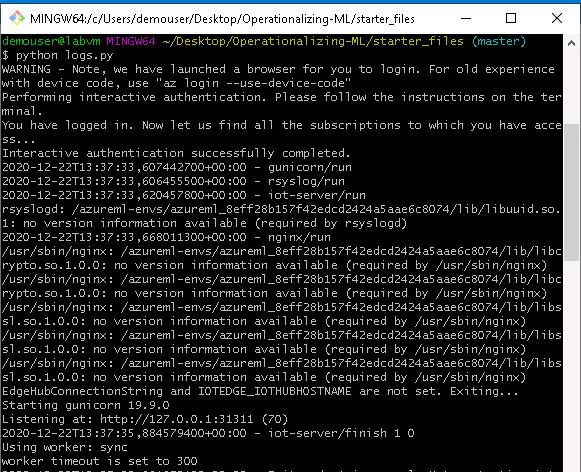 MINGW64:/c/Users/demouser/Desktop/Operationalizing-ML/starter_files
demouser@labvm MINGW64 ~/Desktop/Operationalizing-ML/starter_files (master)
$ python logs.py
WARNING - Note, we have launched a browser for you to login. For old experience
with device code, use "az login --use-device-code"
Performing interactive authentication. Please follow the instructions on the ter
minal.
You have logged in. Now let us find all the subscriptions to which you have acce
ss...
Interactive authentication successfully completed.
2020-12-22T13:37:33,607442700+00:00 - gunicorn/run
2020-12-22T13:37:33,606455500+00:00 - rsyslog/run
2020-12-22T13:37:33,620457800+00:00 - iot-server/run
rsyslogd: /azureml-envs/azureml_8eff28b157f42edcd2424a5aae6c8074/lib/libuuid.so.
1: no version information available (required by rsyslogd)
2020-12-22T13:37:33,668011300+00:00 - nginx/run
/usr/sbin/nginx: /azureml-envs/azureml_8eff28b157f42edcd2424a5aae6c8074/lib/libc
rypto.so.1.0.0: no version information available (required by /usr/sbin/nginx)
/usr/sbin/nginx: /azureml-envs/azureml_8eff28b157f42edcd2424a5aae6c8074/lib/libc
rypto.so.1.0.0: no version information available (required by /usr/sbin/nginx)
/usr/sbin/nginx: /azureml-envs/azureml_8eff28b157f42edcd2424a5aae6c8074/lib/libs
sl.so.1.0.0: no version information available (required by /usr/sbin/nginx)
/usr/sbin/nginx: /azureml-envs/azureml_8eff28b157f42edcd2424a5aae6c8074/lib/libs
sl.so.1.0.0: no version information available (required by /usr/sbin/nginx)
/usr/sbin/nginx: /azureml-envs/azureml_8eff28b157f42edcd2424a5aae6c8074/lib/libs
sl.so.1.0.0: no version information available (required by /usr/sbin/nginx)
EdgeHubConnectionString and IOTEDGE_IOTHUBHOSTNAME are not set. Exiting...
Starting gunicorn 19.9.0
Listening at: http://127.0.0.1:31311 (70)
2020-12-22T13:37:35,884579400+00:00 - iot-server/finish 1 0
Using worker: sync
worker timeout is set to 300